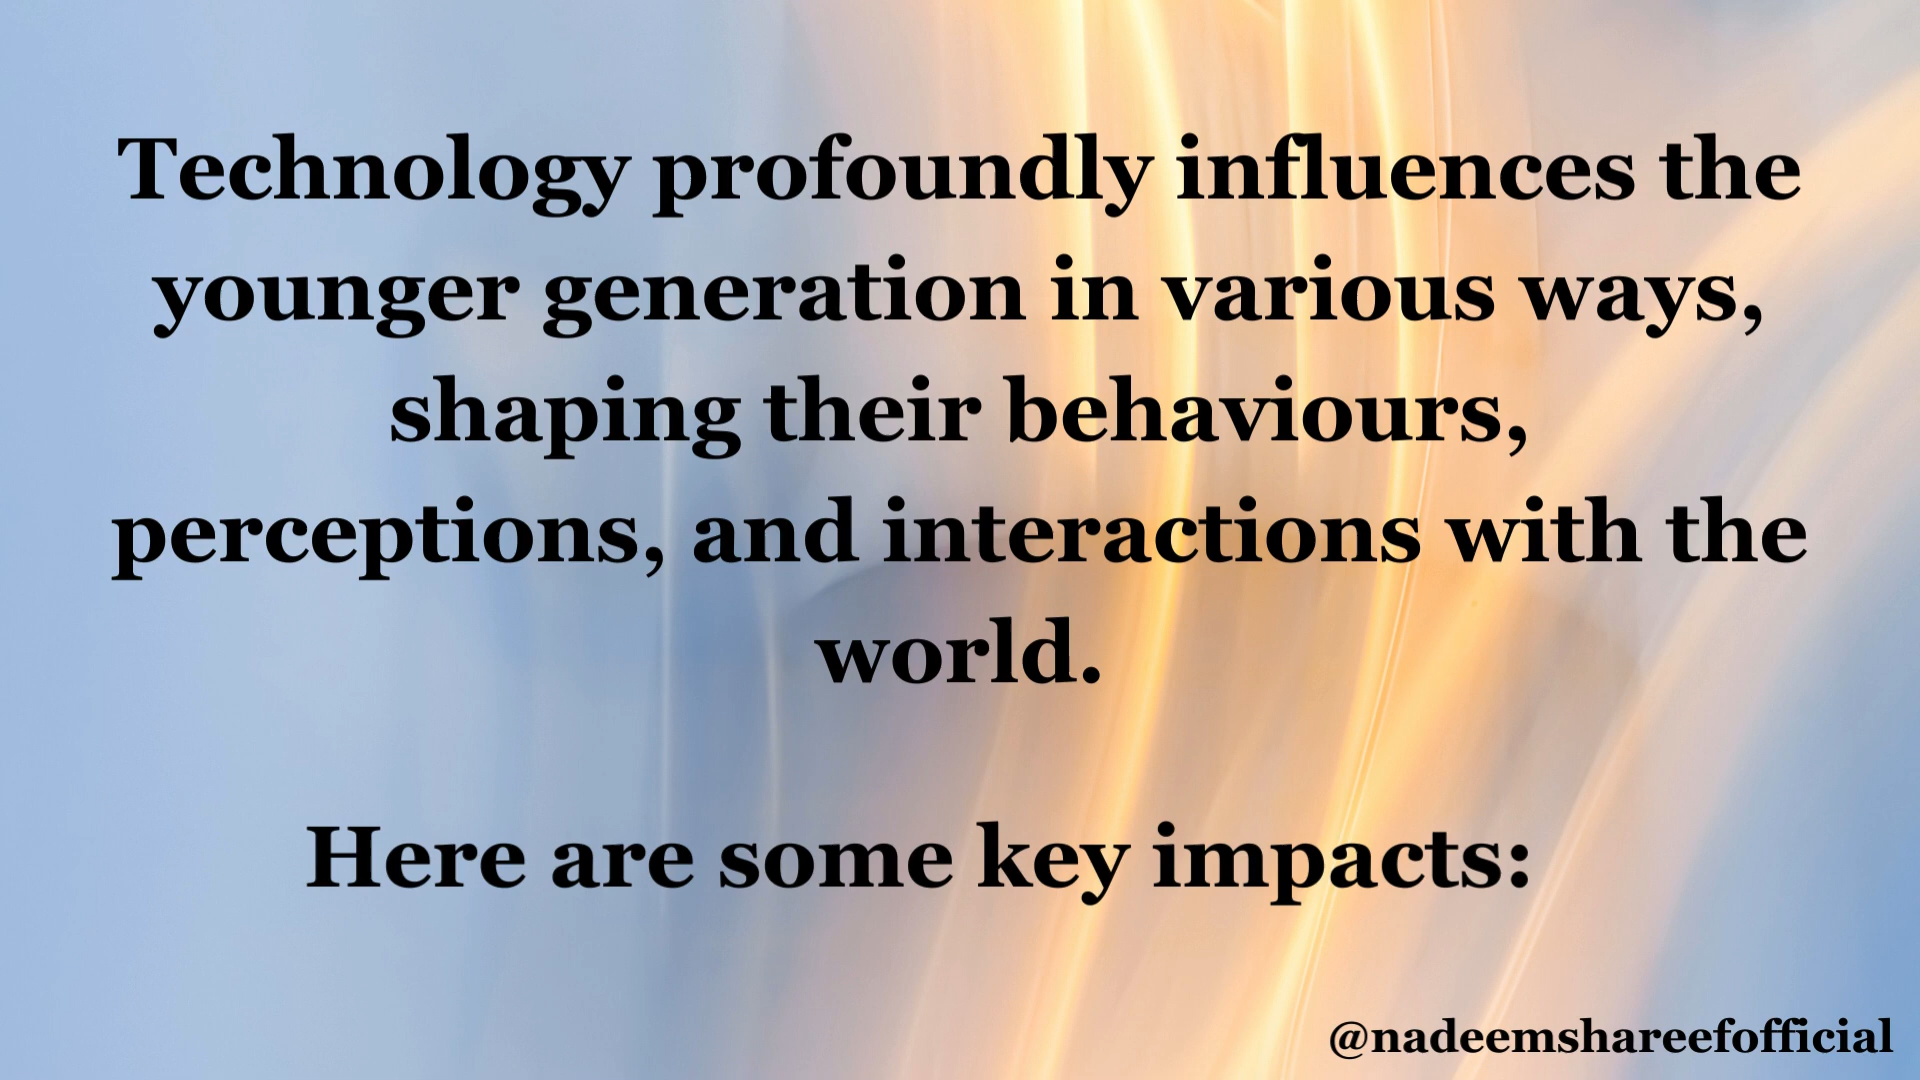 Technology profoundly influences the
younger generation in various ways,
shaping their behaviours,
perceptions, and interactions with the
world.
Here are some key impacts:
@nadeemshareefofficial